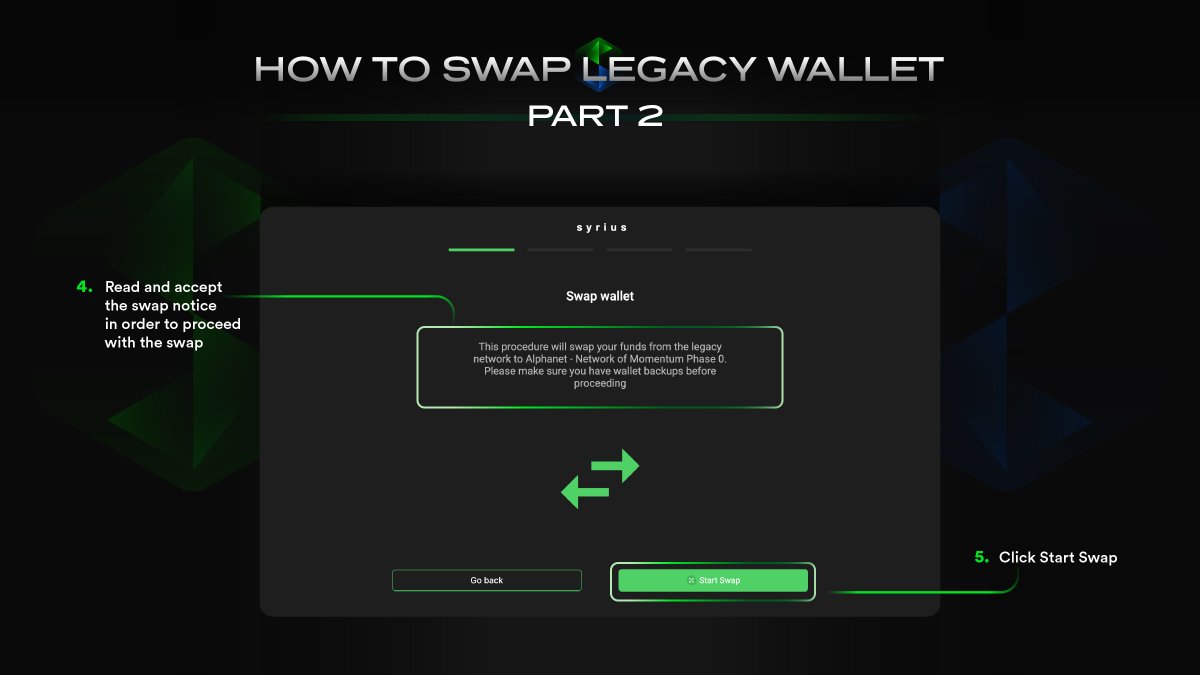 HOW TO SWAP LEGACY WALLET
PART 2
syrius
4. Read and accept
the swap notice
in order to proceed
with the swap
Swap wallet
This procedure will swap your funds from the legacy
network to Alphanet - Network of Momentum Phase 0.
Please make sure you have wallet backups before
proceeding
5. Click Start Swap
Go back
Start Swap